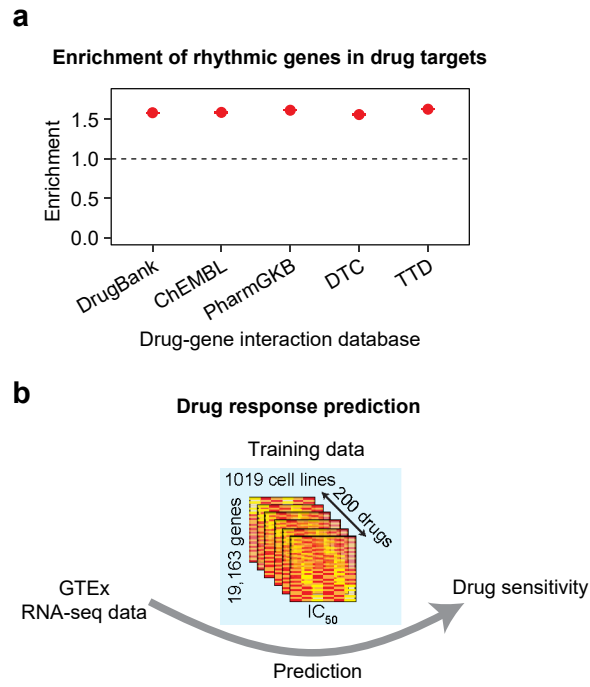 a
Enrichment of rhythmic genes in drug targets
Enrichment
1.5
1.0
0.5
0.0
DrugBank
ChEMBL
PharmGKB
DTC
TTD
Drug-gene interaction database
b
Drug response prediction
Training data
1019 cell lines
200 drugs
19,163 genes
IC50
GTEx
RNA-seq data
Drug sensitivity
Prediction